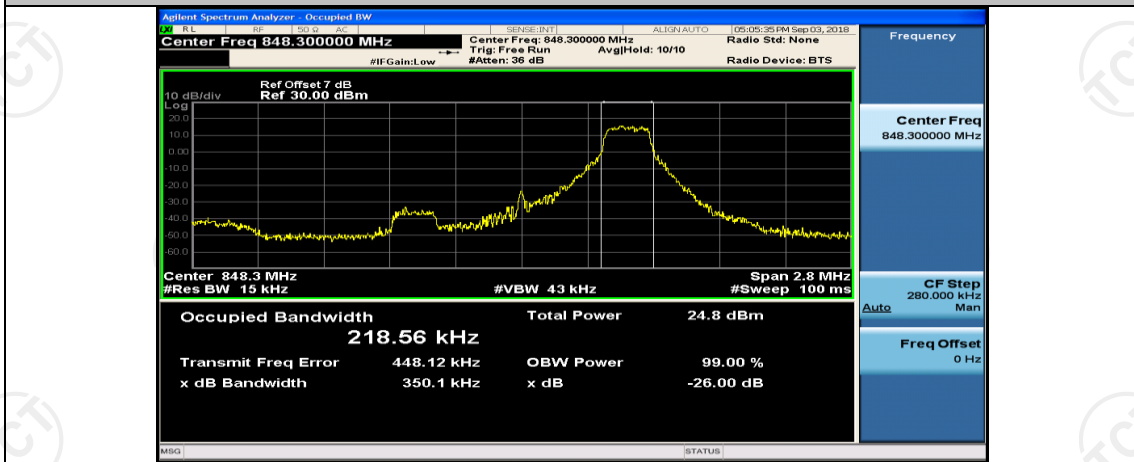 Agilent Spectrum Analyzer - Occupied BW
LXI RL RF 50 Ω AC SENSE:INT ALIGN AUTO 05:05:35 PM Sep 03, 2018
Center Freq 848.300000 MHz
Center Freq: 848.300000 MHz Radio Std: None
Trig: Free Run Avg|Hold: 10/10
#IFGain:Low #Atten: 36 dB Radio Device: BTS
Frequency
Ref Offset 7 dB
10 dB/div Ref 30.00 dBm
Log
20.0
10.0
0.00
-10.0
-20.0
-30.0
-40.0
-50.0
-60.0
Center 848.3 MHz Span 2.8 MHz
#Res BW 15 kHz #VBW 43 kHz #Sweep 100 ms
Occupied Bandwidth Total Power 24.8 dBm
218.56 kHz
Transmit Freq Error 448.12 kHz OBW Power 99.00 %
x dB Bandwidth 350.1 kHz x dB -26.00 dB
Center Freq
848.300000 MHz
CF Step
280.000 kHz
Auto Man
Freq Offset
0 Hz
MSG STATUS
TCT
TCT
TCT
TCT